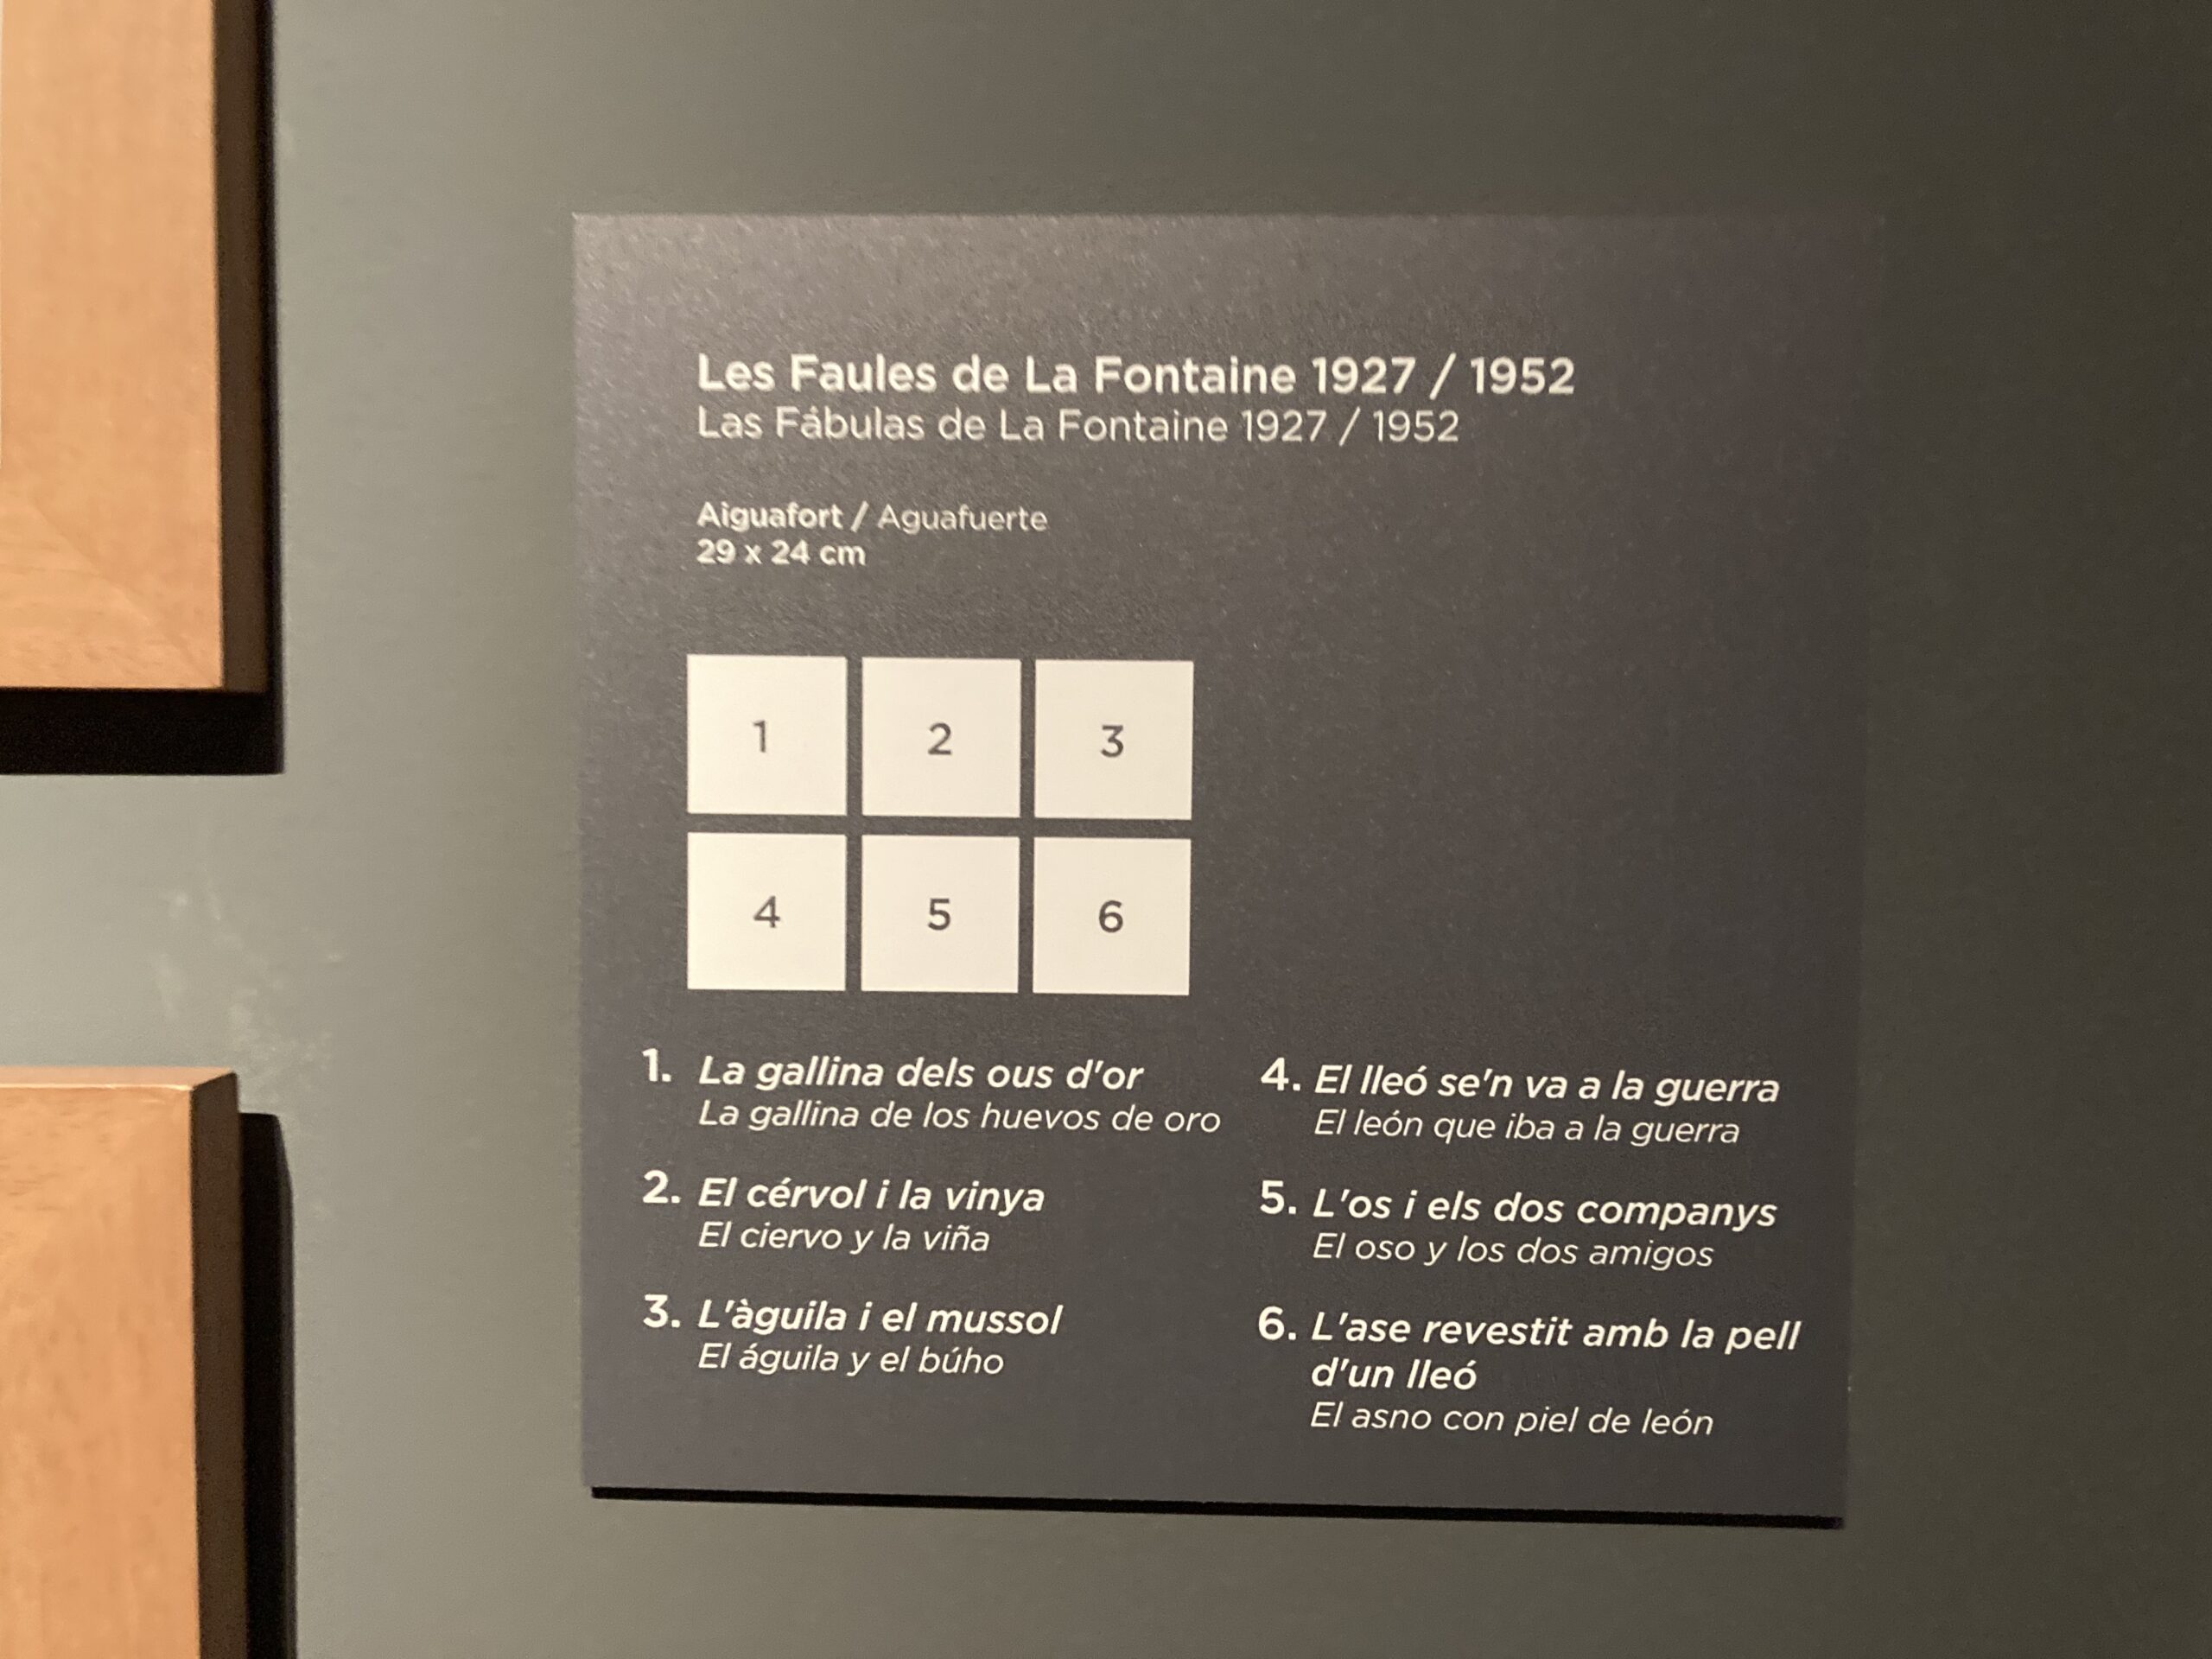 Les Faules de La Fontaine 1927 / 1952
Las Fábulas de La Fontaine 1927 / 1952
Aiguafort / Aguafuerte
29 x 24 cm
1 2 3
4 5 6
1. La gallina dels ous d'or
La gallina de los huevos de oro
2. El cérvol i la vinya
El ciervo y la viña
3. L'àguila i el mussol
El águila y el búho
4. El lleó se'n va a la guerra
El león que iba a la guerra
5. L'os i els dos companys
El oso y los dos amigos
6. L'ase revestit amb la pell
d'un lleó
El asno con piel de león